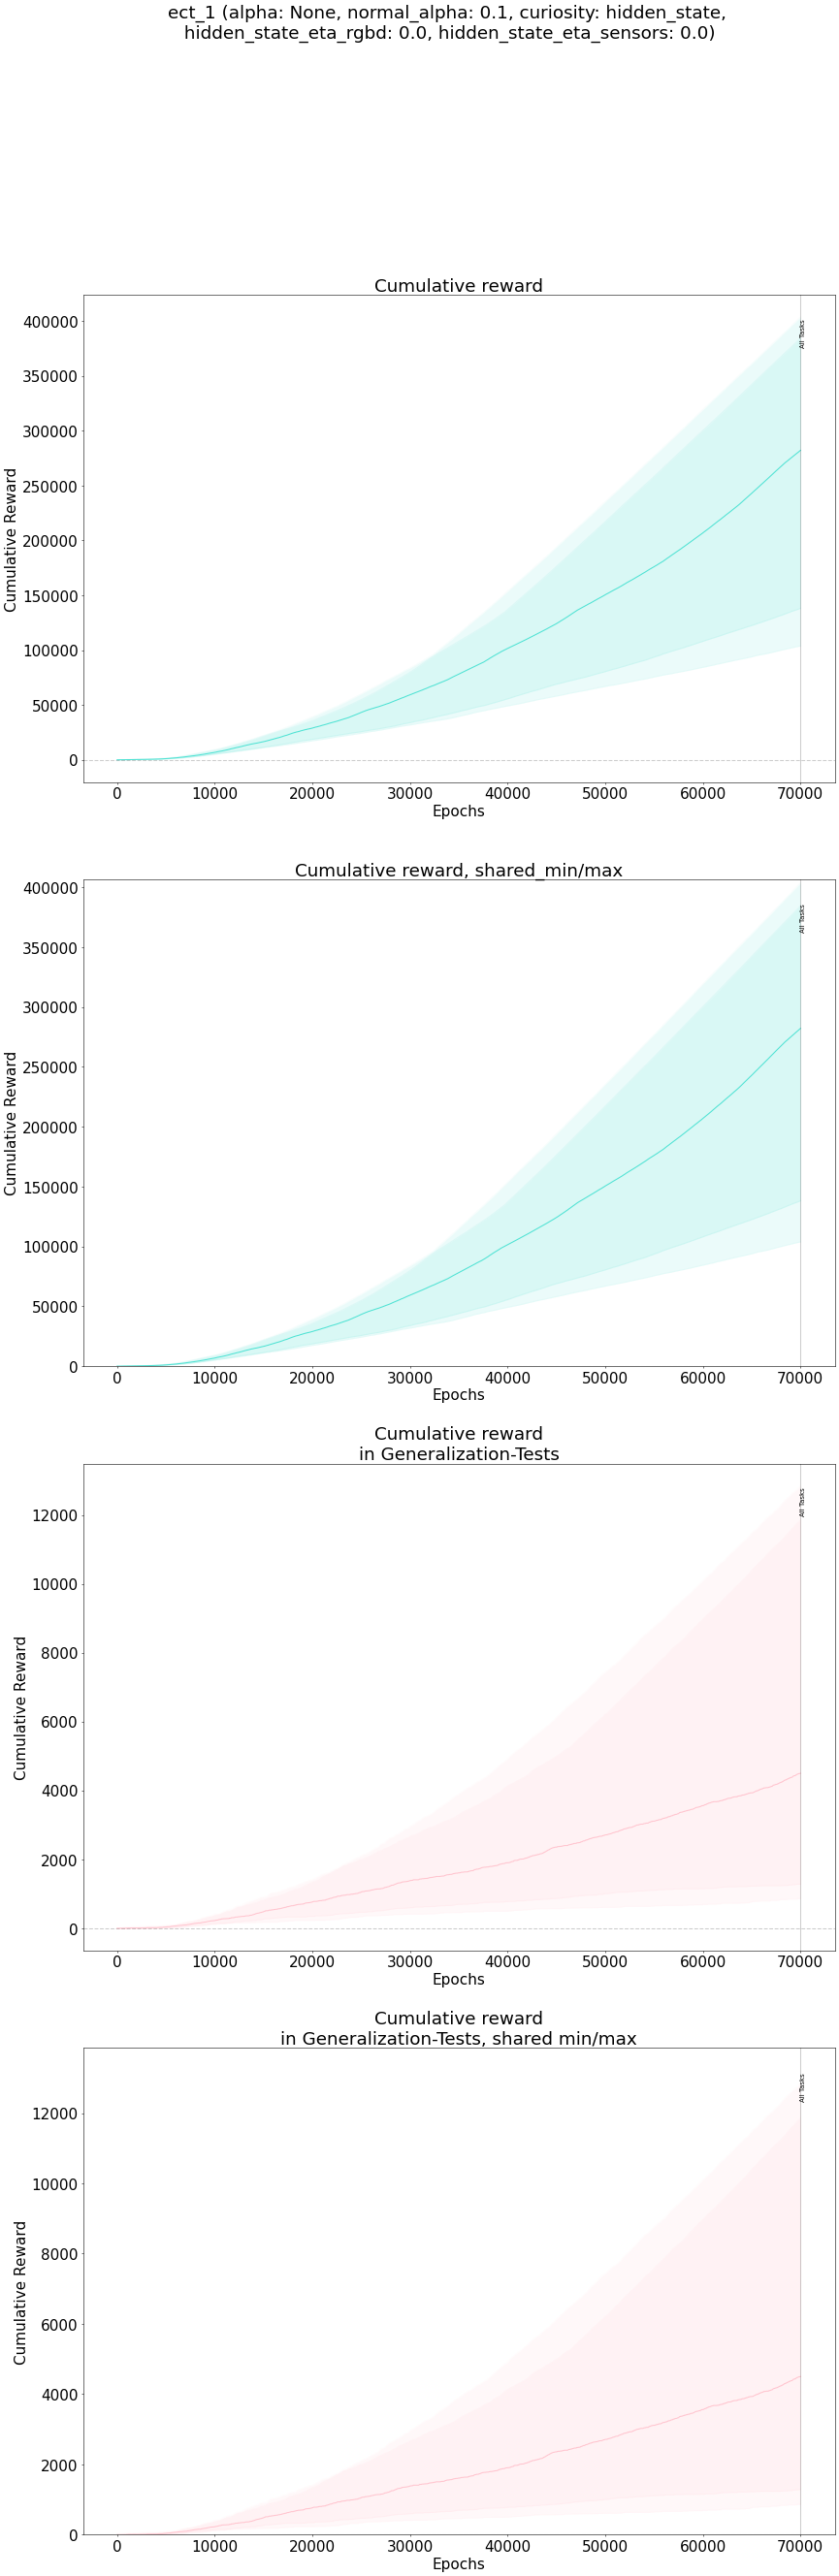 ect_1 (alpha: None, normal_alpha: 0.1, curiosity: hidden_state,
hidden_state_eta_rgbd: 0.0, hidden_state_eta_sensors: 0.0)
Cumulative reward
400000
350000
300000
250000
200000
150000
100000
50000
0
Cumulative Reward
All Tasks
0 10000 20000 30000 40000 50000 60000 70000
Epochs
Cumulative reward, shared_min/max
400000
350000
300000
250000
200000
150000
100000
50000
0
Cumulative Reward
All Tasks
0 10000 20000 30000 40000 50000 60000 70000
Epochs
Cumulative reward
in Generalization-Tests
12000
10000
8000
6000
4000
2000
0
Cumulative Reward
All Tasks
0 10000 20000 30000 40000 50000 60000 70000
Epochs
Cumulative reward
in Generalization-Tests, shared min/max
12000
10000
8000
6000
4000
2000
0
Cumulative Reward
All Tasks
0 10000 20000 30000 40000 50000 60000 70000
Epochs